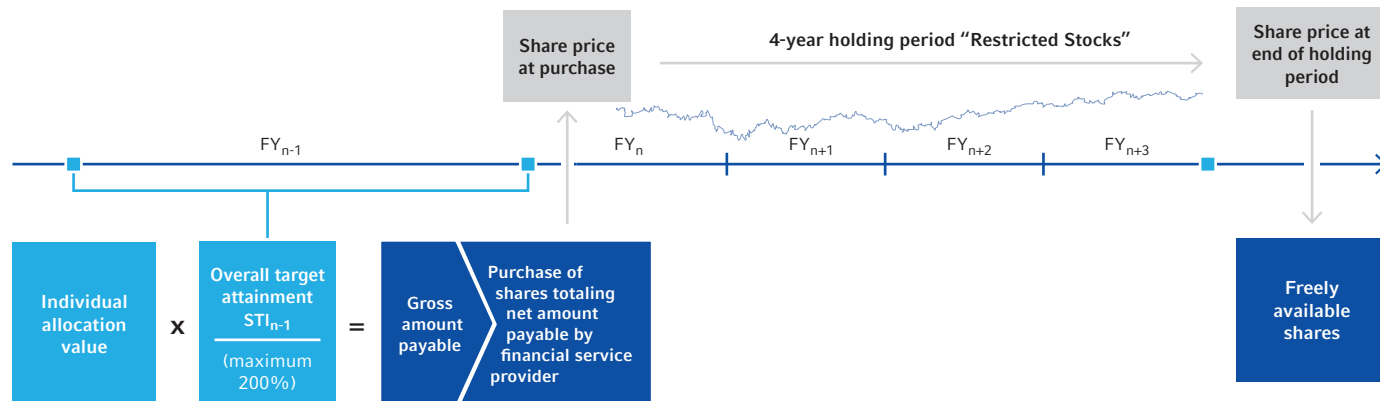 Share price
at purchase
4-year holding period “Restricted Stocks”
Share price at
end of holding
period
FYn-1
FYn
FYn+1
FYn+2
FYn+3
Individual
allocation
value
x
Overall target
attainment
STIn-1
(maximum
200%)
=
Gross
amount
payable
Purchase of
shares totaling
net amount
payable by
financial service
provider
Freely
available
shares